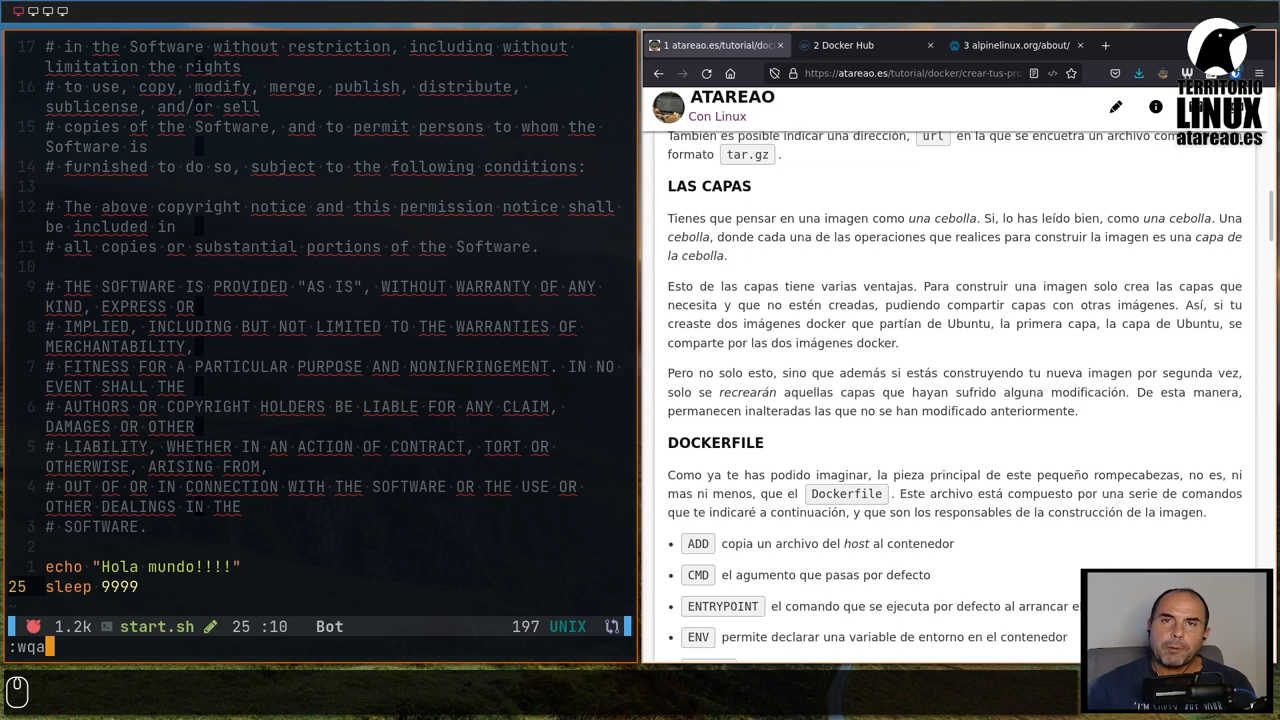 17 # in the Software without restriction, including without
limitation the rights
16 # to use, copy, modify, merge, publish, distribute,
sublicense, and/or sell
15 # copies of the Software, and to permit persons to whom the
Software is
14 # furnished to do so, subject to the following conditions:
13
12 # The above copyright notice and this permission notice shall
be included in
11 # all copies or substantial portions of the Software.
10
9 # THE SOFTWARE IS PROVIDED "AS IS", WITHOUT WARRANTY OF ANY
KIND, EXPRESS OR
8 # IMPLIED, INCLUDING BUT NOT LIMITED TO THE WARRANTIES OF
MERCHANTABILITY,
7 # FITNESS FOR A PARTICULAR PURPOSE AND NONINFRINGEMENT. IN NO
EVENT SHALL THE
6 # AUTHORS OR COPYRIGHT HOLDERS BE LIABLE FOR ANY CLAIM,
DAMAGES OR OTHER
5 # LIABILITY, WHETHER IN AN ACTION OF CONTRACT, TORT OR
OTHERWISE, ARISING FROM,
4 # OUT OF OR IN CONNECTION WITH THE SOFTWARE OR THE USE OR
OTHER DEALINGS IN THE
3 # SOFTWARE.
2
1 echo "Hola mundo!!!!"
25 sleep 9999
~
1.2k start.sh 25 :10 Bot 197 UNIX
:wqa
1 atareao.es/tutorial/doc × 2 Docker Hub × 3 alpinelinux.org/about/ × +
https://atareao.es/tutorial/docker/crear-tus-pro
ATAREAO
Con Linux
TERRITORIO
LINUX
atareao.es
También es posible indicar una dirección, url en la que se encuetra un archivo com
formato tar.gz .
LAS CAPAS
Tienes que pensar en una imagen como una cebolla. Si, lo has leído bien, como una cebolla. Una
cebolla, donde cada una de las operaciones que realices para construir la imagen es una capa de
la cebolla.
Esto de las capas tiene varias ventajas. Para construir una imagen solo crea las capas que
necesita y que no estén creadas, pudiendo compartir capas con otras imágenes. Así, si tu
creaste dos imágenes docker que partían de Ubuntu, la primera capa, la capa de Ubuntu, se
comparte por las dos imágenes docker.
Pero no solo esto, sino que además si estás construyendo tu nueva imagen por segunda vez,
solo se recrearán aquellas capas que hayan sufrido alguna modificación. De esta manera,
permanecen inalteradas las que no se han modificado anteriormente.
DOCKERFILE
Como ya te has podido imaginar, la pieza principal de este pequeño rompecabezas, no es, ni
mas ni menos, que el Dockerfile . Este archivo está compuesto por una serie de comandos
que te indicaré a continuación, y que son los responsables de la construcción de la imagen.
• ADD copia un archivo del host al contenedor
• CMD el agumento que pasas por defecto
• ENTRYPOINT el comando que se ejecuta por defecto al arrancar e
• ENV permite declarar una variable de entorno en el contenedor